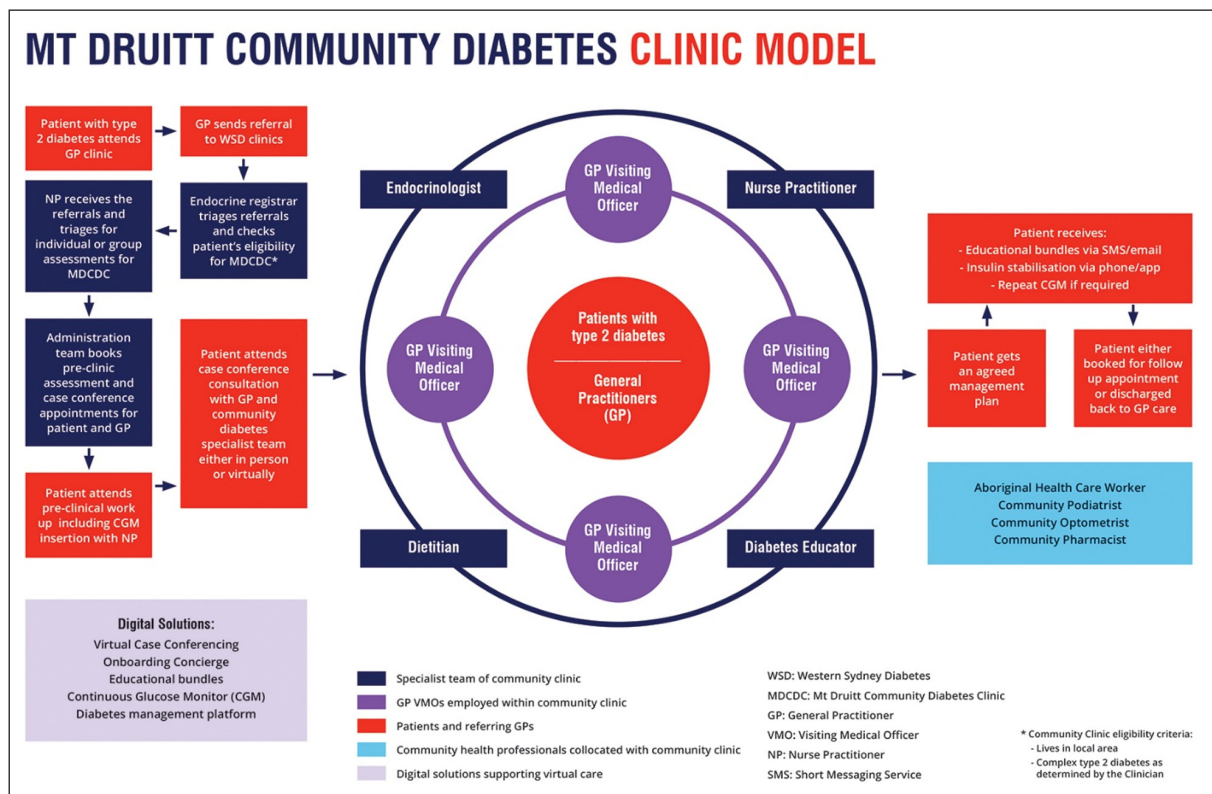 MT DRUITT COMMUNITY DIABETES CLINIC MODEL
Patient with type
2 diabetes attends
GP clinic
GP sends referral
to WSD clinics
Endocrine registrar
triages referrals
and checks
patient's eligibility
for MDCDC*
NP receives the
referrals and
triages for
individual or group
assessments for
MDCDC
Administration
team books
pre-clinic
assessment and
case conference
appointments for
patient and GP
Patient attends
pre-clinical work
up including CGM
insertion with NP
Patient attends
case conference
consultation
with GP and
community
diabetes
specialist team
either in person
or virtually
Endocrinologist
Nurse Practitioner
Dietitian
Diabetes Educator
GP Visiting
Medical
Officer
GP Visiting
Medical
Officer
GP Visiting
Medical
Officer
GP Visiting
Medical
Officer
Patients with
type 2 diabetes
General
Practitioners
(GP)
Patient gets
an agreed
management
plan
Patient receives:
- Educational bundles via SMS/email
- Insulin stabilisation via phone/app
- Repeat CGM if required
Patient either
booked for follow
up appointment
or discharged
back to GP care
Aboriginal Health Care Worker
Community Podiatrist
Community Optometrist
Community Pharmacist
Digital Solutions:
Virtual Case Conferencing
Onboarding Concierge
Educational bundles
Continuous Glucose Monitor (CGM)
Diabetes management platform
Specialist team of community clinic
GP VMOs employed within community clinic
Patients and referring GPs
Community health professionals collocated with community clinic
Digital solutions supporting virtual care
WSD: Western Sydney Diabetes
MDCDC: Mt Druitt Community Diabetes Clinic
GP: General Practitioner
VMO: Visiting Medical Officer
NP: Nurse Practitioner
SMS: Short Messaging Service
* Community Clinic eligibility criteria:
- Lives in local area
- Complex type 2 diabetes as
determined by the Clinician